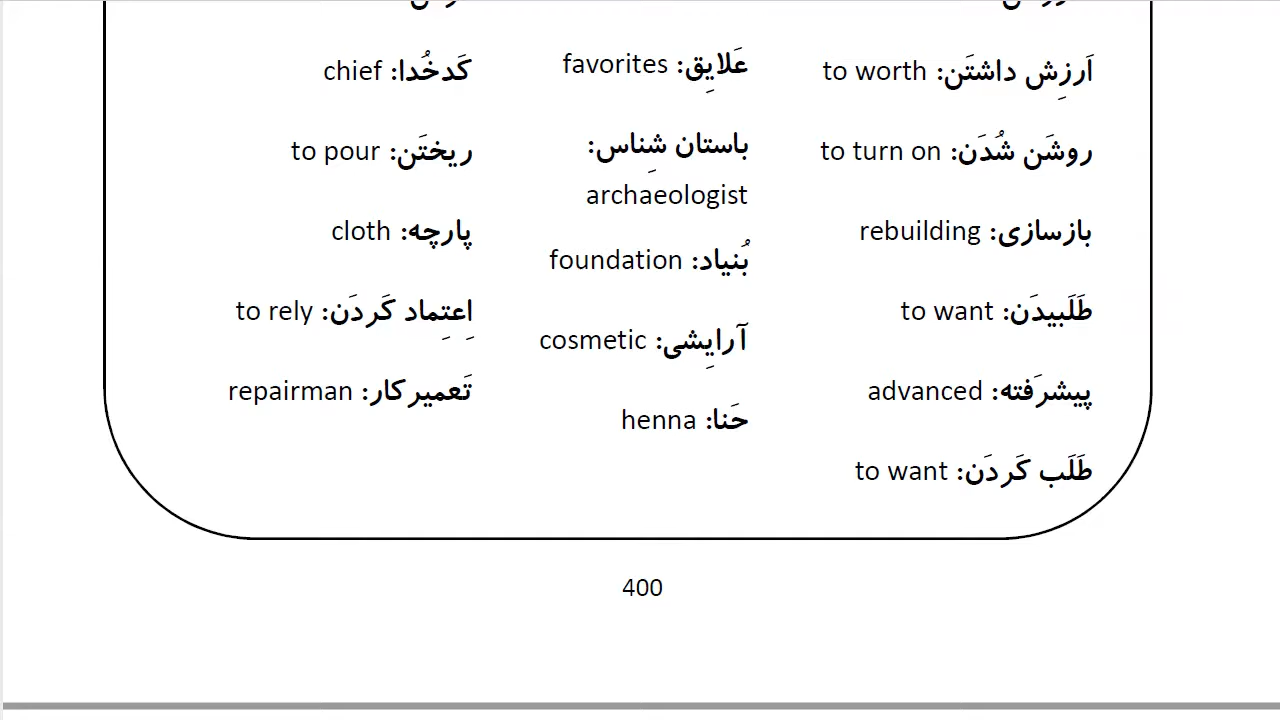 اَرزِش داشتَن: to worth
روشَن شُدَن: to turn on
بازسازی: rebuilding
طَلَبیدَن: to want
پیشرَفته: advanced
طَلَب کَردَن: to want
عَلایِق: favorites
باستان شِناس:
archaeologist
بُنیاد: foundation
آرایِشی: cosmetic
حَنا: henna
کَدخُدا: chief
ریختَن: to pour
پارچه: cloth
اِعتِماد کَردَن: to rely
تَعمیرکار: repairman
400